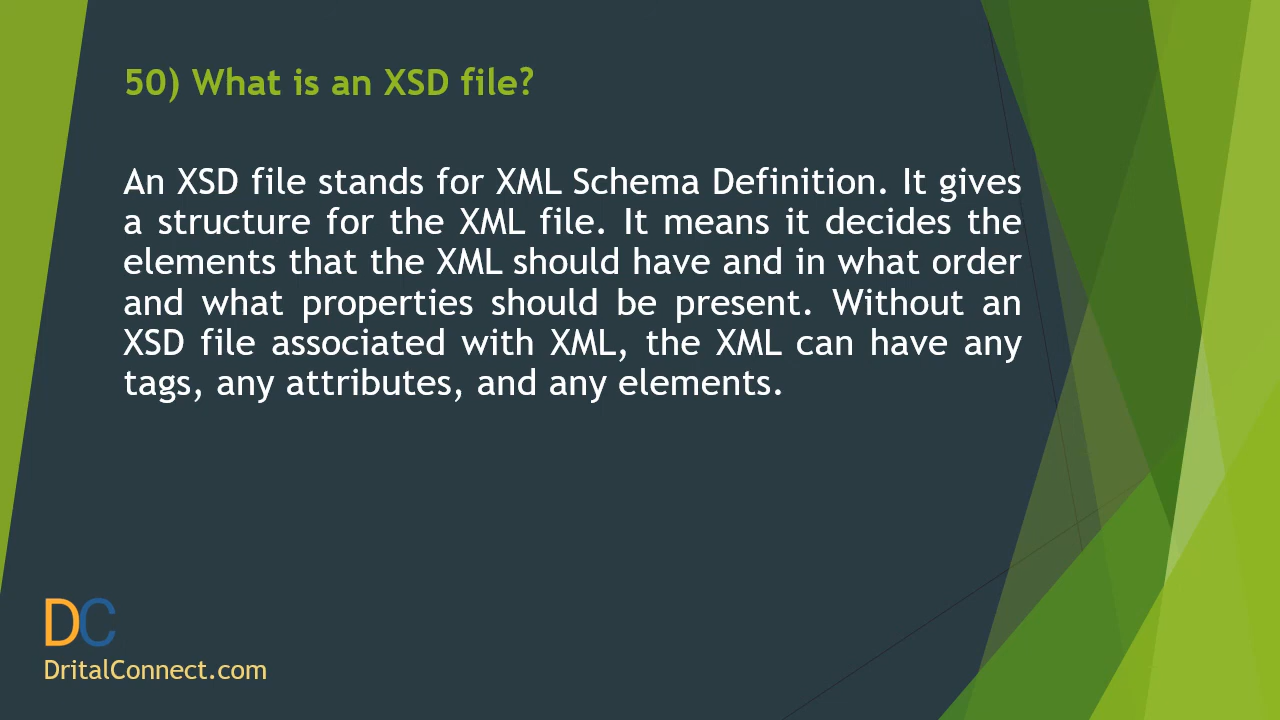 50) What is an XSD file?
An XSD file stands for XML Schema Definition. It gives
a structure for the XML file. It means it decides the
elements that the XML should have and in what order
and what properties should be present. Without an
XSD file associated with XML, the XML can have any
tags, any attributes, and any elements.
DC
DritalConnect.com